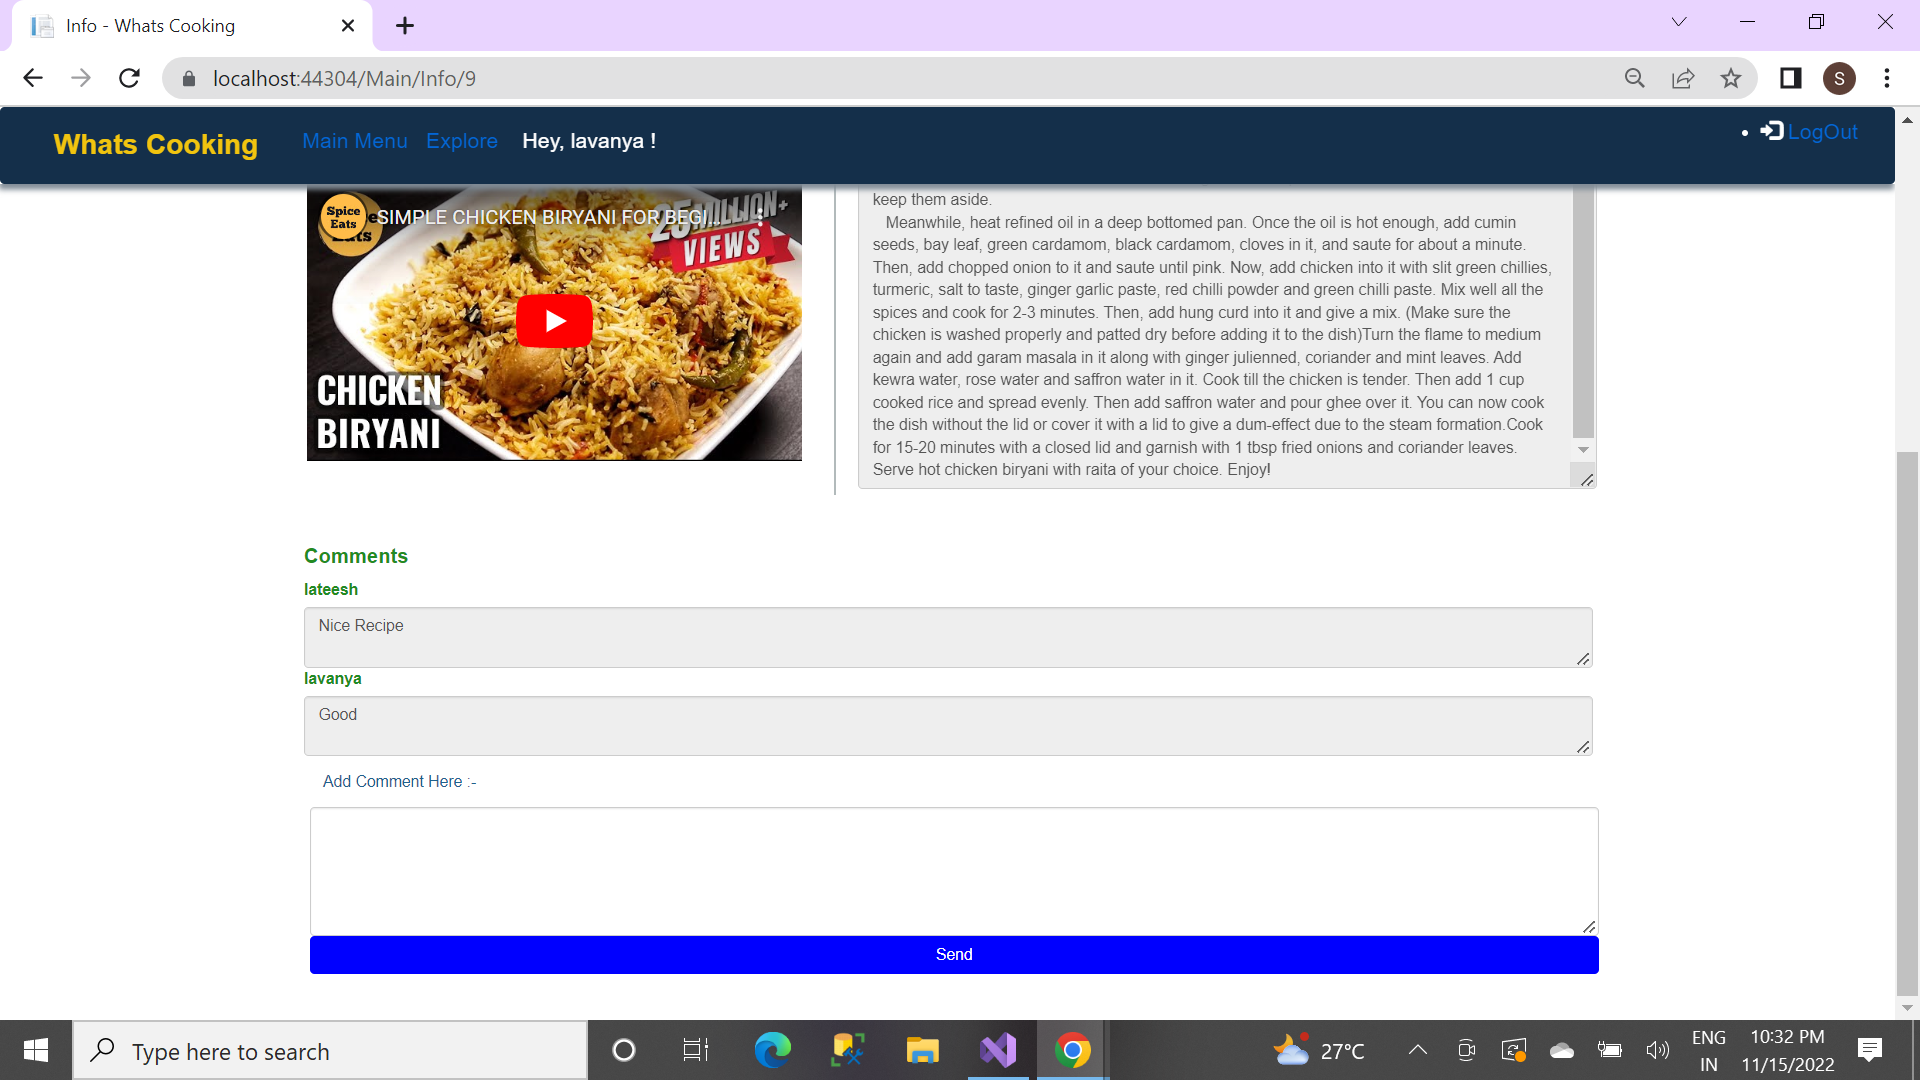 Info - Whats Cooking
localhost:44304/Main/Info/9
S
Whats Cooking
Main Menu
Explore
Hey, lavanya !
LogOut
Spice
Eats
SIMPLE CHICKEN BIRYANI FOR BEGI...
25 MILLION+
VIEWS
CHICKEN
BIRYANI
keep them aside.
Meanwhile, heat refined oil in a deep bottomed pan. Once the oil is hot enough, add cumin
seeds, bay leaf, green cardamom, black cardamom, cloves in it, and saute for about a minute.
Then, add chopped onion to it and saute until pink. Now, add chicken into it with slit green chillies,
turmeric, salt to taste, ginger garlic paste, red chilli powder and green chilli paste. Mix well all the
spices and cook for 2-3 minutes. Then, add hung curd into it and give a mix. (Make sure the
chicken is washed properly and patted dry before adding it to the dish)Turn the flame to medium
again and add garam masala in it along with ginger julienned, coriander and mint leaves. Add
kewra water, rose water and saffron water in it. Cook till the chicken is tender. Then add 1 cup
cooked rice and spread evenly. Then add saffron water and pour ghee over it. You can now cook
the dish without the lid or cover it with a lid to give a dum-effect due to the steam formation.Cook
for 15-20 minutes with a closed lid and garnish with 1 tbsp fried onions and coriander leaves.
Serve hot chicken biryani with raita of your choice. Enjoy!
Comments
lateesh
Nice Recipe
lavanya
Good
Add Comment Here :-
Send
Type here to search
27°C
ENG
IN
10:32 PM
11/15/2022